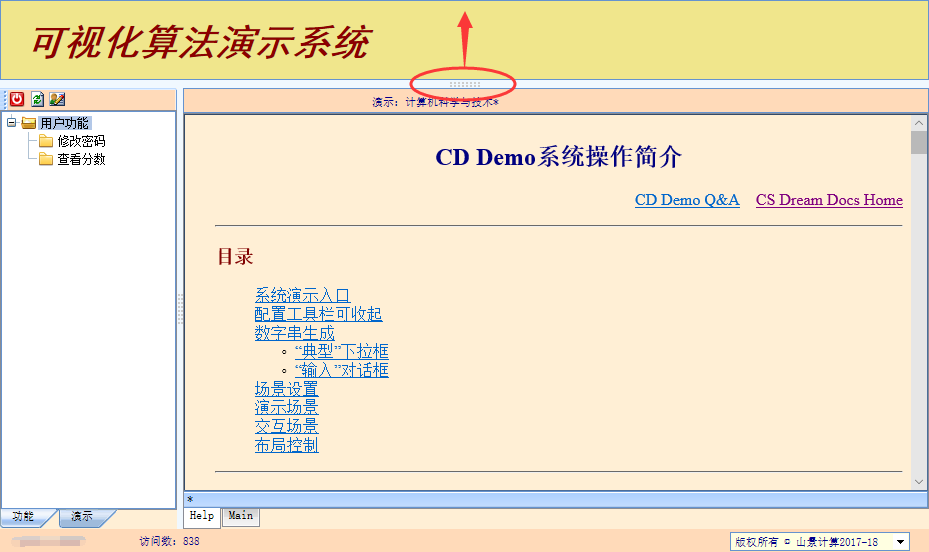 可视化算法演示系统
演示: 计算机科学与技术*
用户功能
修改密码
查看分数
CD Demo系统操作简介
CD Demo Q&A CS Dream Docs Home
目录
系统演示入口
配置工具栏可收起
数字串生成
“典型”下拉框
“输入”对话框
场景设置
演示场景
交互场景
布局控制
*
功能 演示
Help Main
访问数: 838
版权所有 ¤ 山景计算2017-18